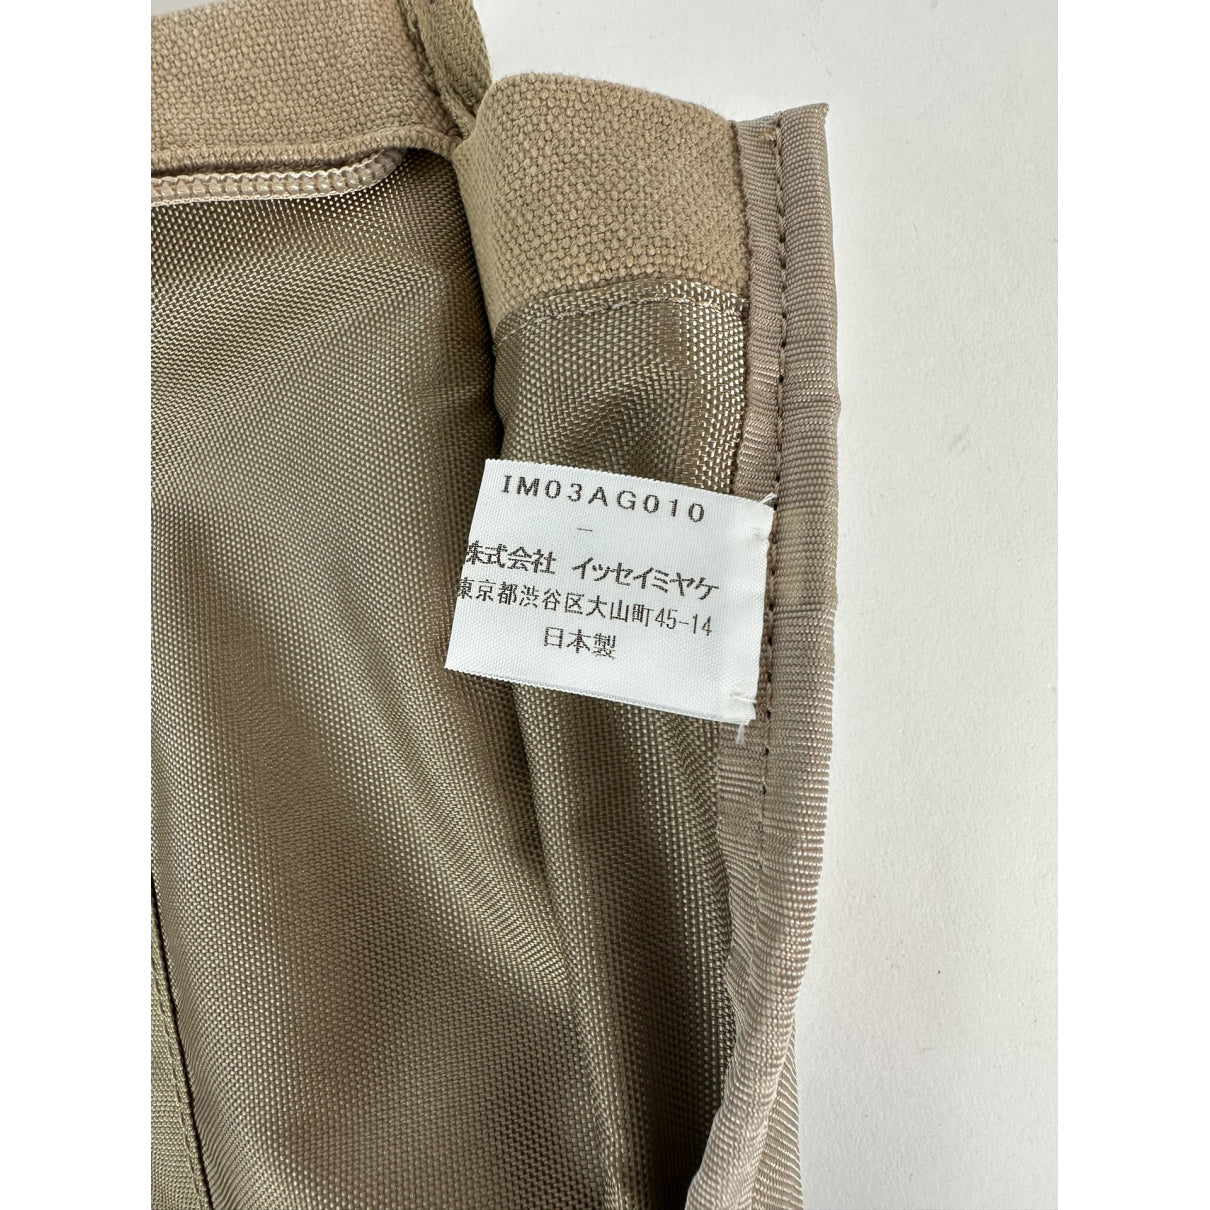 IM03AG010
–
株式会社 イッセイミヤケ
東京都渋谷区大山町45-14
日本製